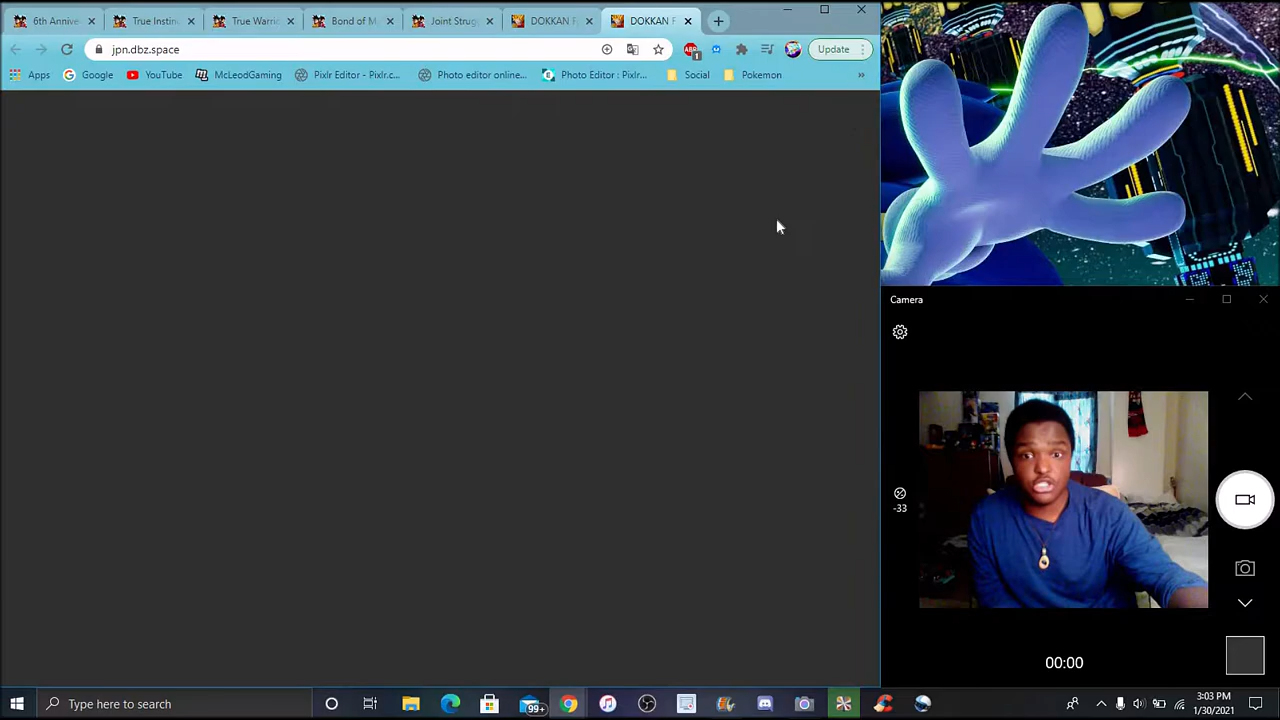 6th Annive
True Instin
True Warri
Bond of M
Joint Strug
DOKKAN F
DOKKAN F
jpn.dbz.space
ABP
1
Update
Apps
Google
YouTube
McLeodGaming
Pixlr Editor - Pixlr.c...
Photo editor online...
Photo Editor : Pixlr...
Social
Pokemon
»
Camera
-33
00:00
Type here to search
99+
3:03 PM
1/30/2021